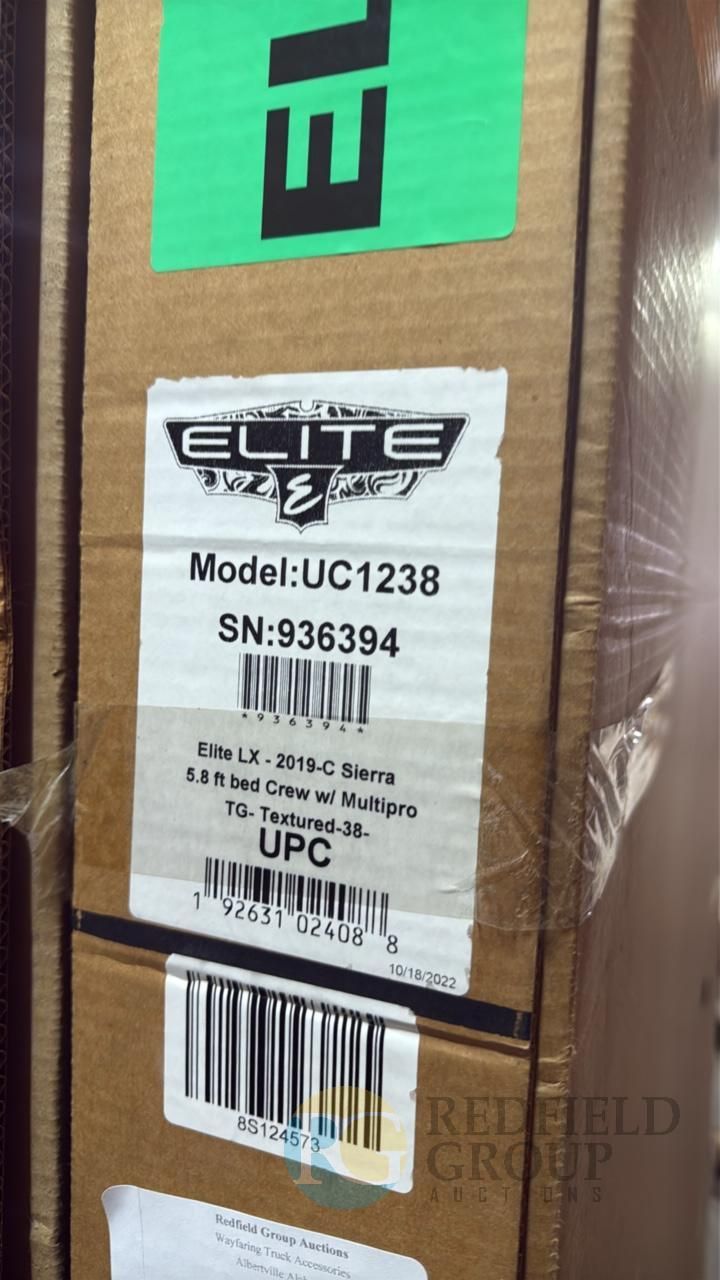 EL
ELITE
E
Model:UC1238
SN:936394
*936394*
Elite LX - 2019-C Sierra
5.8 ft bed Crew w/ Multipro
TG- Textured-38-
UPC
1 92631 02408 8
10/18/2022
8S124573
RG
REDFIELD
GROUP
AUCTIONS
Redfield Group Auctions
Wayfaring Truck Accessories
Albertville